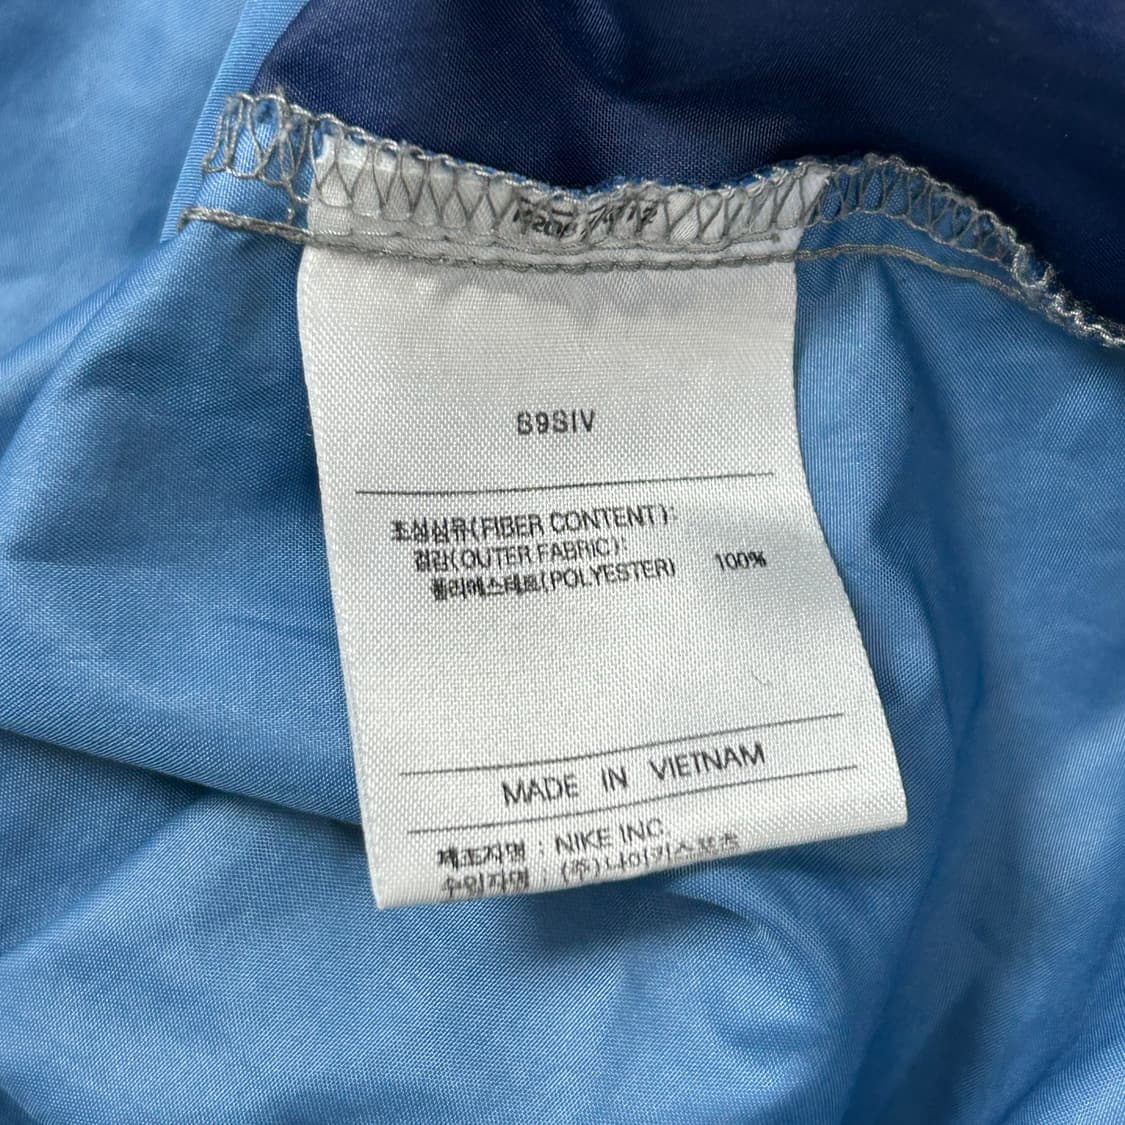 S9SIV
조성섬유(FIBER CONTENT):
겉감(OUTER FABRIC):
폴리에스테르(POLYESTER) 100%
MADE IN VIETNAM
제조자명 : NIKE INC.
수입자명 : (주)나이키스포츠